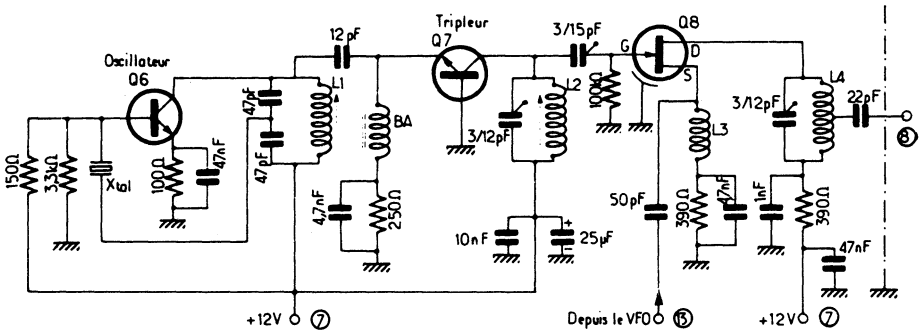 Oscillateur
Q6
Tripleur
Q7
Q8
12pF
3/15pF
G
D
S
L1
L2
L3
L4
BA
47pF
47pF
3/12pF
100Ω
3/12pF
22pF
8
150Ω
3,3kΩ
Xtal
100Ω
47nF
4,7nF
250Ω
10nF
25µF
+
-
50pF
390Ω
47nF
1nF
390Ω
47nF
+12V
7
Depuis le VFO
15
+12V
7